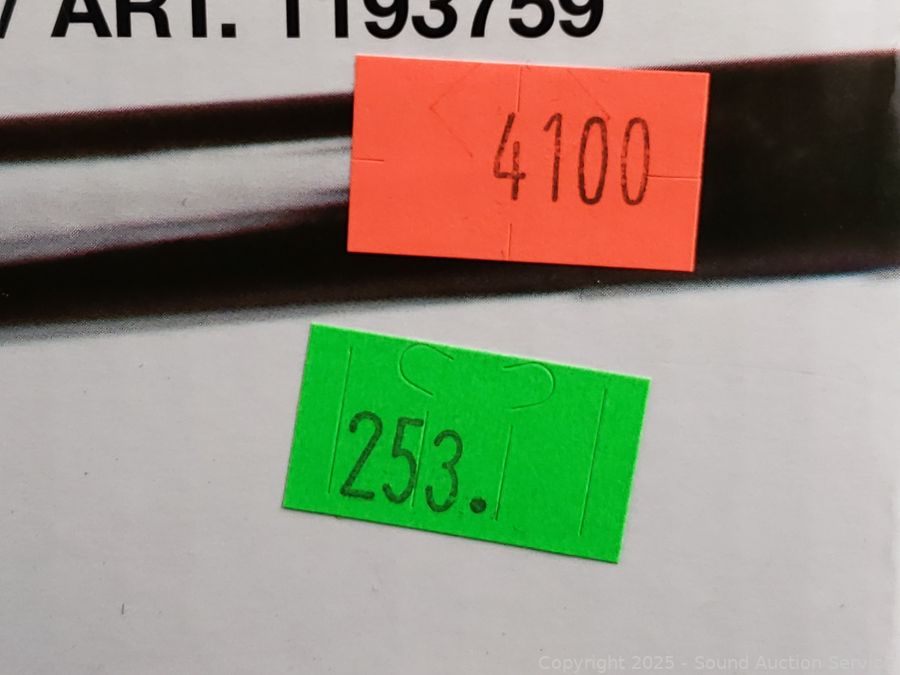 / ART. 1193759
4100
253.
Copyright 2025 - Sound Auction Service